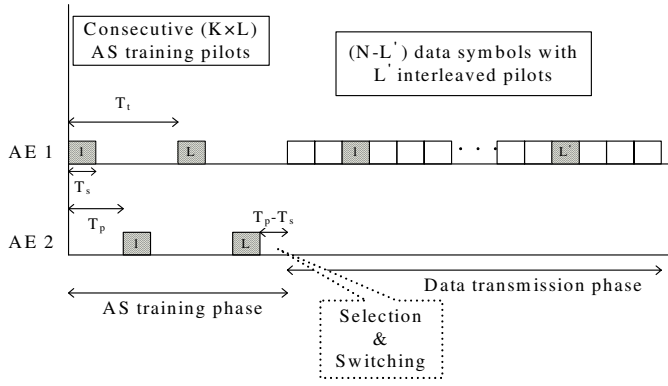 Consecutive (K×L)
AS training pilots
(N-L') data symbols with
L' interleaved pilots
T_t
AE 1
1
L
1
. . .
L'
T_s
T_p
T_p-T_s
AE 2
1
L
Data transmission phase
AS training phase
Selection
&
Switching